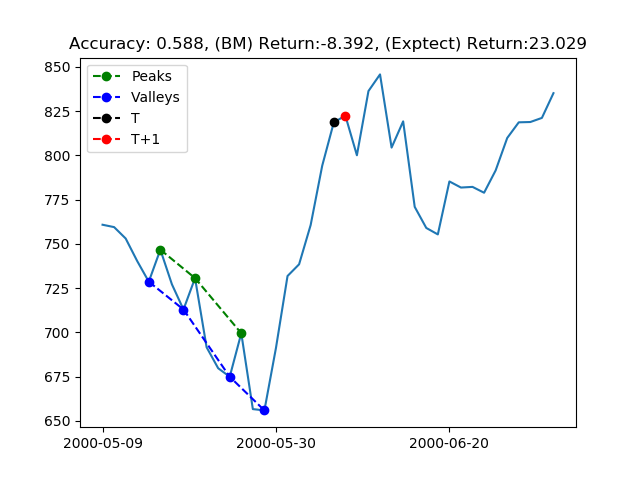 Accuracy: 0.588, (BM) Return:-8.392, (Exptect) Return:23.029
Peaks
Valleys
T
T+1
850
825
800
775
750
725
700
675
650
2000-05-09 2000-05-30 2000-06-20